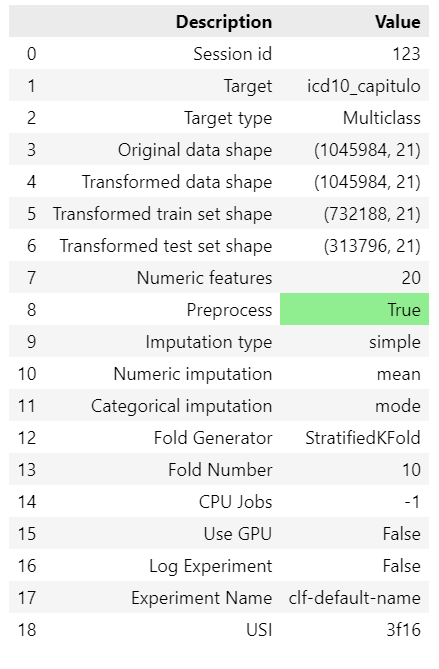 Description Value
0 Session id 123
1 Target icd10_capitulo
2 Target type Multiclass
3 Original data shape (1045984, 21)
4 Transformed data shape (1045984, 21)
5 Transformed train set shape (732188, 21)
6 Transformed test set shape (313796, 21)
7 Numeric features 20
8 Preprocess True
9 Imputation type simple
10 Numeric imputation mean
11 Categorical imputation mode
12 Fold Generator StratifiedKFold
13 Fold Number 10
14 CPU Jobs -1
15 Use GPU False
16 Log Experiment False
17 Experiment Name clf-default-name
18 USI 3f16